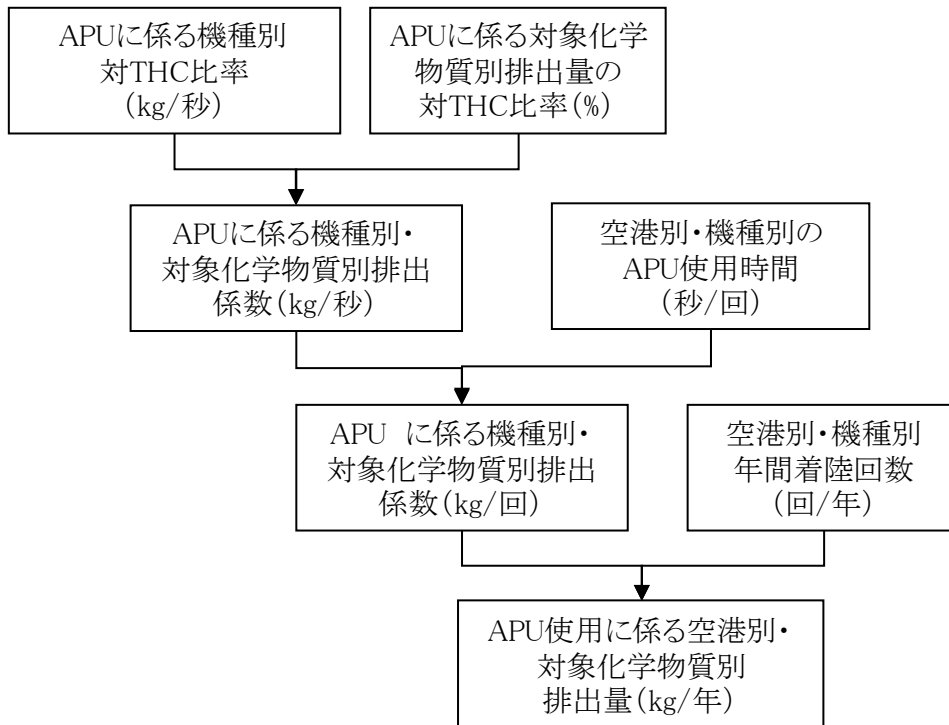 APUに係る機種別
対THC比率
(kg/秒)
APUに係る対象化学
物質別排出量の
対THC比率(%)
APUに係る機種別・
対象化学物質別排出
係数(kg/秒)
空港別・機種別の
APU使用時間
(秒/回)
APU に係る機種別・
対象化学物質別排出
係数(kg/回)
空港別・機種別
年間着陸回数
(回/年)
APU使用に係る空港別・
対象化学物質別
排出量(kg/年)